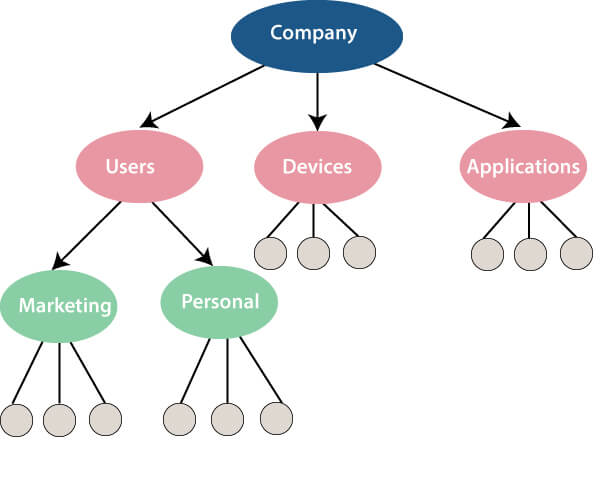 Company
Users
Devices
Applications
Marketing
Personal